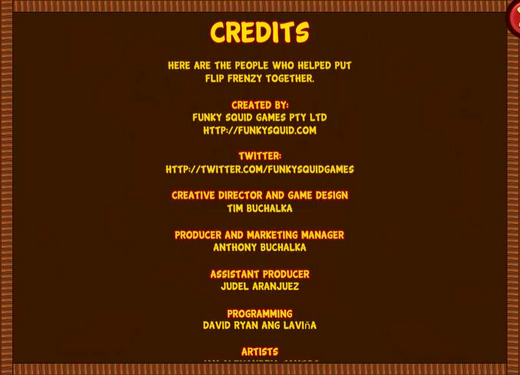 CREDITS
HERE ARE THE PEOPLE WHO HELPED PUT
FLIP FRENZY TOGETHER.
CREATED BY:
FUNKY SQUID GAMES PTY LTD
HTTP://FUNKYSQUID.COM
TWITTER:
HTTP://TWITTER.COM/FUNKYSQUIDGAMES
CREATIVE DIRECTOR AND GAME DESIGN
TIM BUCHALKA
PRODUCER AND MARKETING MANAGER
ANTHONY BUCHALKA
ASSISTANT PRODUCER
JUDEL ARANJUEZ
PROGRAMMING
DAVID RYAN ANG LAVIñA
ARTISTS